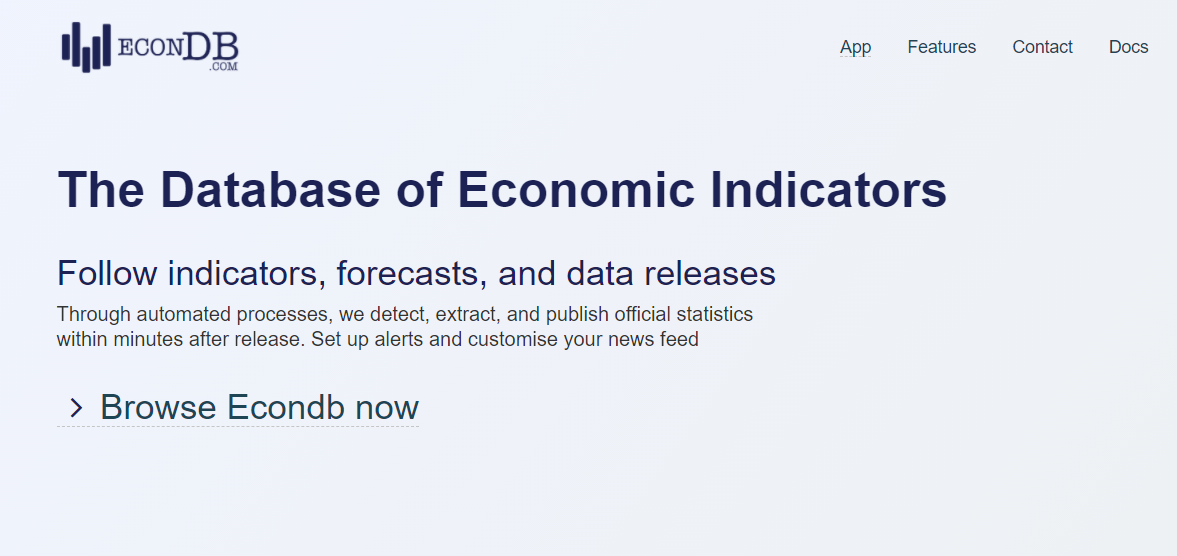 ECONDB
.COM
App Features Contact Docs
The Database of Economic Indicators
Follow indicators, forecasts, and data releases
Through automated processes, we detect, extract, and publish official statistics
within minutes after release. Set up alerts and customise your news feed
Browse Econdb now